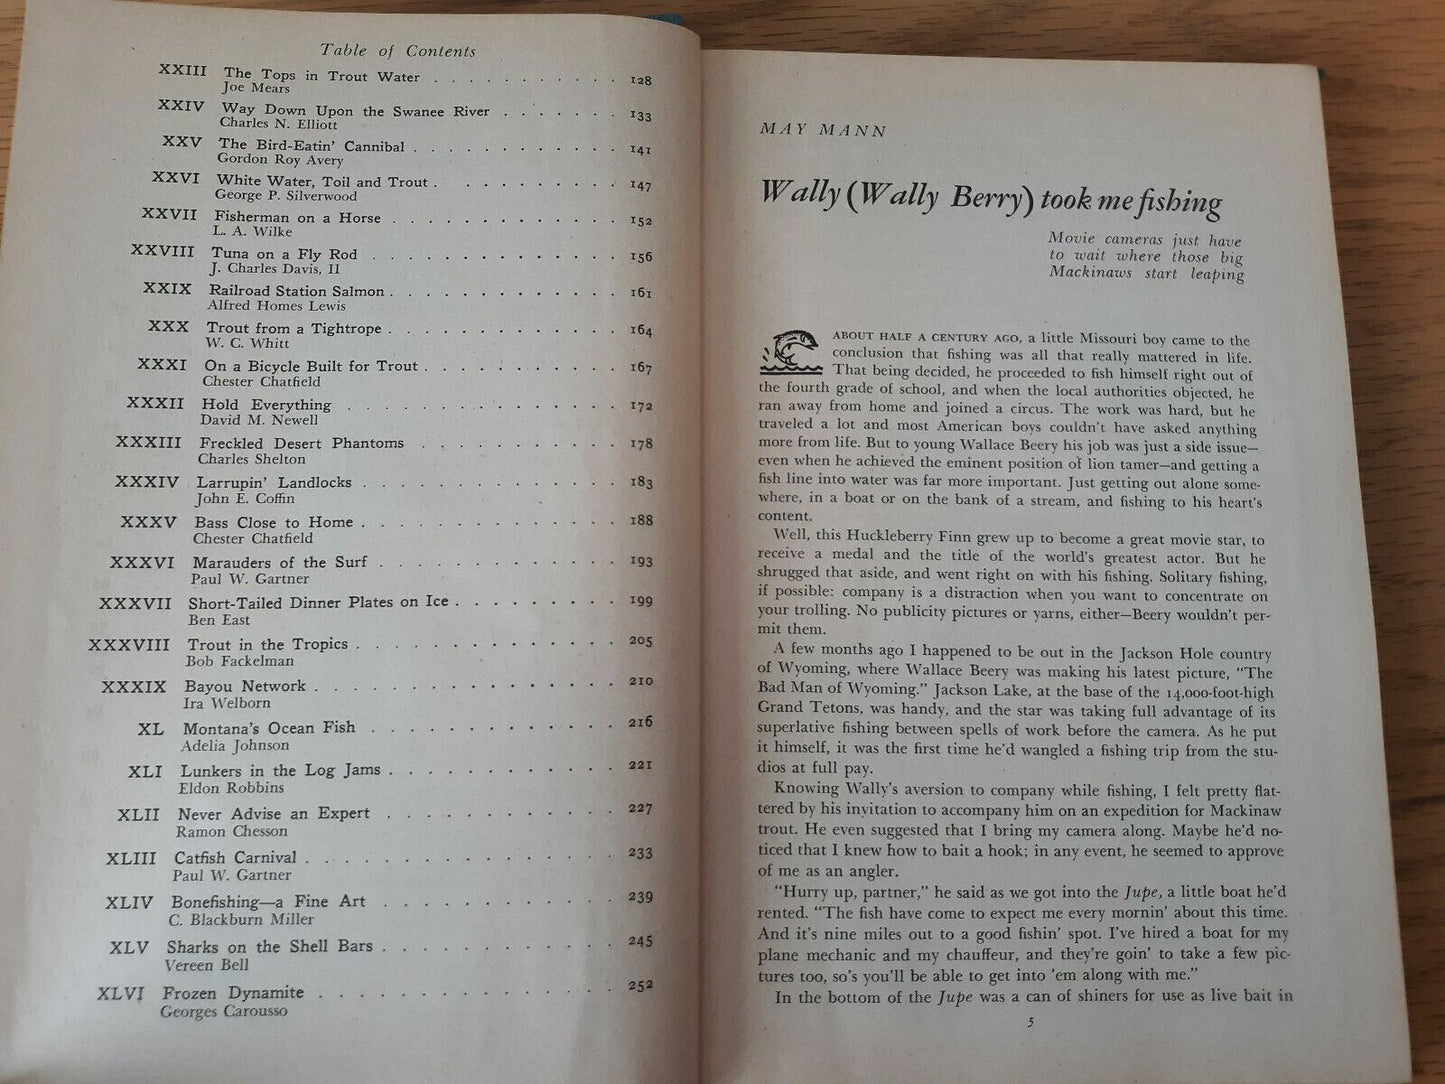 Table of Contents
XXIII The Tops in Trout Water . . . . . . . . . . . 128
Joe Mears
XXIV Way Down Upon the Swanee River . . . . . . . 133
Charles N. Elliott
XXV The Bird-Eatin' Cannibal . . . . . . . . . . . . 141
Gordon Roy Avery
XXVI White Water, Toil and Trout . . . . . . . . . . 147
George P. Silverwood
XXVII Fisherman on a Horse . . . . . . . . . . . . . 152
L. A. Wilke
XXVIII Tuna on a Fly Rod . . . . . . . . . . . . . . 156
J. Charles Davis, II
XXIX Railroad Station Salmon . . . . . . . . . . . . . 161
Alfred Homes Lewis
XXX Trout from a Tightrope . . . . . . . . . . . . . 164
W. C. Whitt
XXXI On a Bicycle Built for Trout . . . . . . . . . . . 167
Chester Chatfield
XXXII Hold Everything . . . . . . . . . . . . . . . 172
David M. Newell
XXXIII Freckled Desert Phantoms . . . . . . . . . . . 178
Charles Shelton
XXXIV Larrupin' Landlocks . . . . . . . . . . . . . . 183
John E. Coffin
XXXV Bass Close to Home . . . . . . . . . . . . . . 188
Chester Chatfield
XXXVI Marauders of the Surf . . . . . . . . . . . . . 193
Paul W. Gartner
XXXVII Short-Tailed Dinner Plates on Ice . . . . . . . . . 199
Ben East
XXXVIII Trout in the Tropics . . . . . . . . . . . . . . 205
Bob Fackelman
XXXIX Bayou Network . . . . . . . . . . . . . . . . 210
Ira Welborn
XL Montana's Ocean Fish . . . . . . . . . . . . . 216
Adelia Johnson
XLI Lunkers in the Log Jams . . . . . . . . . . . . 221
Eldon Robbins
XLII Never Advise an Expert . . . . . . . . . . . . 227
Ramon Chesson
XLIII Catfish Carnival . . . . . . . . . . . . . . . . 233
Paul W. Gartner
XLIV Bonefishing—a Fine Art . . . . . . . . . . . . 239
C. Blackburn Miller
XLV Sharks on the Shell Bars . . . . . . . . . . . . 245
Vereen Bell
XLVI Frozen Dynamite . . . . . . . . . . . . . . . 252
Georges Carousso
MAY MANN
Wally (Wally Berry) took me fishing
Movie cameras just have
to wait where those big
Mackinaws start leaping
ABOUT HALF A CENTURY AGO, a little Missouri boy came to the
conclusion that fishing was all that really mattered in life.
That being decided, he proceeded to fish himself right out of
the fourth grade of school, and when the local authorities objected, he
ran away from home and joined a circus. The work was hard, but he
traveled a lot and most American boys couldn't have asked anything
more from life. But to young Wallace Beery his job was just a side issue—
even when he achieved the eminent position of lion tamer—and getting a
fish line into water was far more important. Just getting out alone some-
where, in a boat or on the bank of a stream, and fishing to his heart's
content.
Well, this Huckleberry Finn grew up to become a great movie star, to
receive a medal and the title of the world's greatest actor. But he
shrugged that aside, and went right on with his fishing. Solitary fishing,
if possible: company is a distraction when you want to concentrate on
your trolling. No publicity pictures or yarns, either—Beery wouldn't per-
mit them.
A few months ago I happened to be out in the Jackson Hole country
of Wyoming, where Wallace Beery was making his latest picture, "The
Bad Man of Wyoming." Jackson Lake, at the base of the 14,000-foot-high
Grand Tetons, was handy, and the star was taking full advantage of its
superlative fishing between spells of work before the camera. As he put
it himself, it was the first time he'd wangled a fishing trip from the stu-
dios at full pay.
Knowing Wally's aversion to company while fishing, I felt pretty flat-
tered by his invitation to accompany him on an expedition for Mackinaw
trout. He even suggested that I bring my camera along. Maybe he'd no-
ticed that I knew how to bait a hook; in any event, he seemed to approve
of me as an angler.
"Hurry up, partner," he said as we got into the Jupe, a little boat he'd
rented. "The fish have come to expect me every mornin' about this time.
And it's nine miles out to a good fishin' spot. I've hired a boat for my
plane mechanic and my chauffeur, and they're goin' to take a few pic-
tures too, so's you'll be able to get into 'em along with me."
In the bottom of the Jupe was a can of shiners for use as live bait in
5